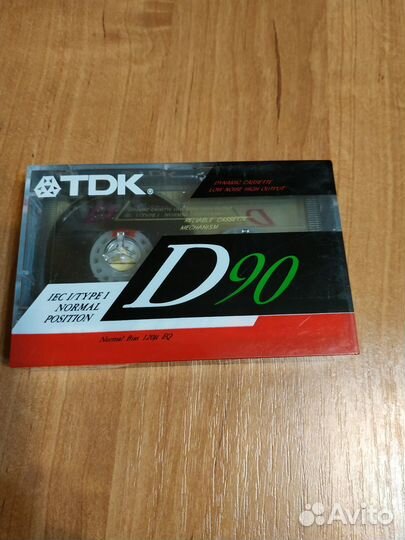 TDK®
DYNAMIC CASSETTE
LOW NOISE HIGH OUTPUT
RELIABLE CASSETTE
MECHANISM
D90
IEC I/TYPE I
NORMAL
POSITION
Normal Bias 120µ EQ
Avito